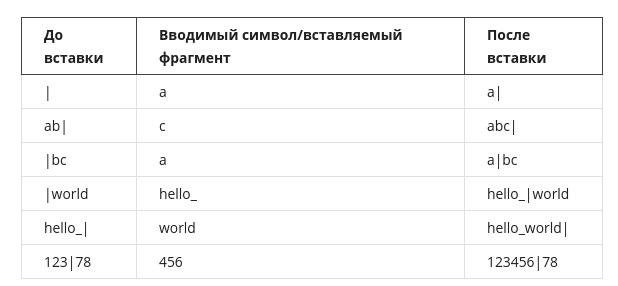 До вставки | Вводимый символ/вставляемый фрагмент | После вставки
| a a|
ab| c abc|
|bc a a|bc
|world hello_ hello_|world
hello_| world hello_world|
123|78 456 123456|78